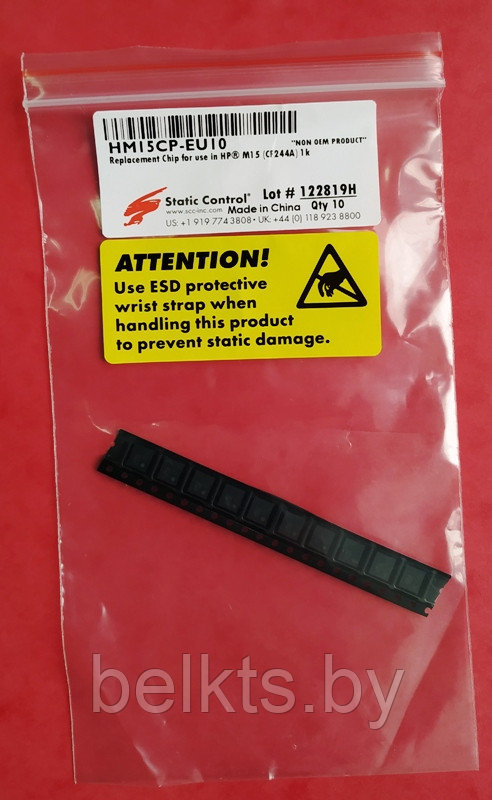 HM15CP-EU10
"NON OEM PRODUCT"
Replacement Chip for use in HP® M15 (CF244A) 1k
Static Control®
www.scc-inc.com
Made in China
Lot # 122819H
Qty 10
US: +1 919 774 3808 • UK: +44 (0) 118 923 8800
ATTENTION!
Use ESD protective
wrist strap when
handling this product
to prevent static damage.
belkts.by